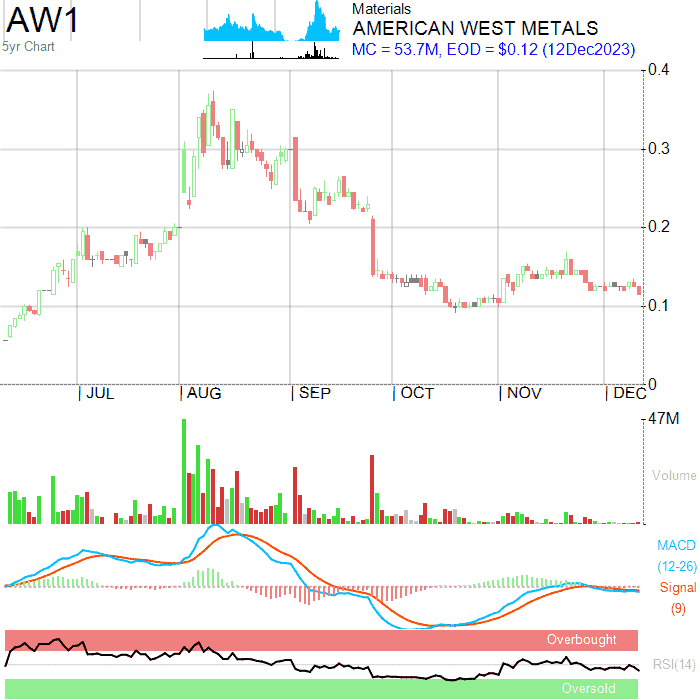 AW1
5yr Chart
Materials
AMERICAN WEST METALS
MC = 53.7M, EOD = $0.12 (12Dec2023)
0.4
0.3
0.2
0.1
0
JUL
AUG
SEP
OCT
NOV
DEC
47M
Volume
MACD
(12-26)
Signal
(9)
Overbought
RSI(14)
Oversold